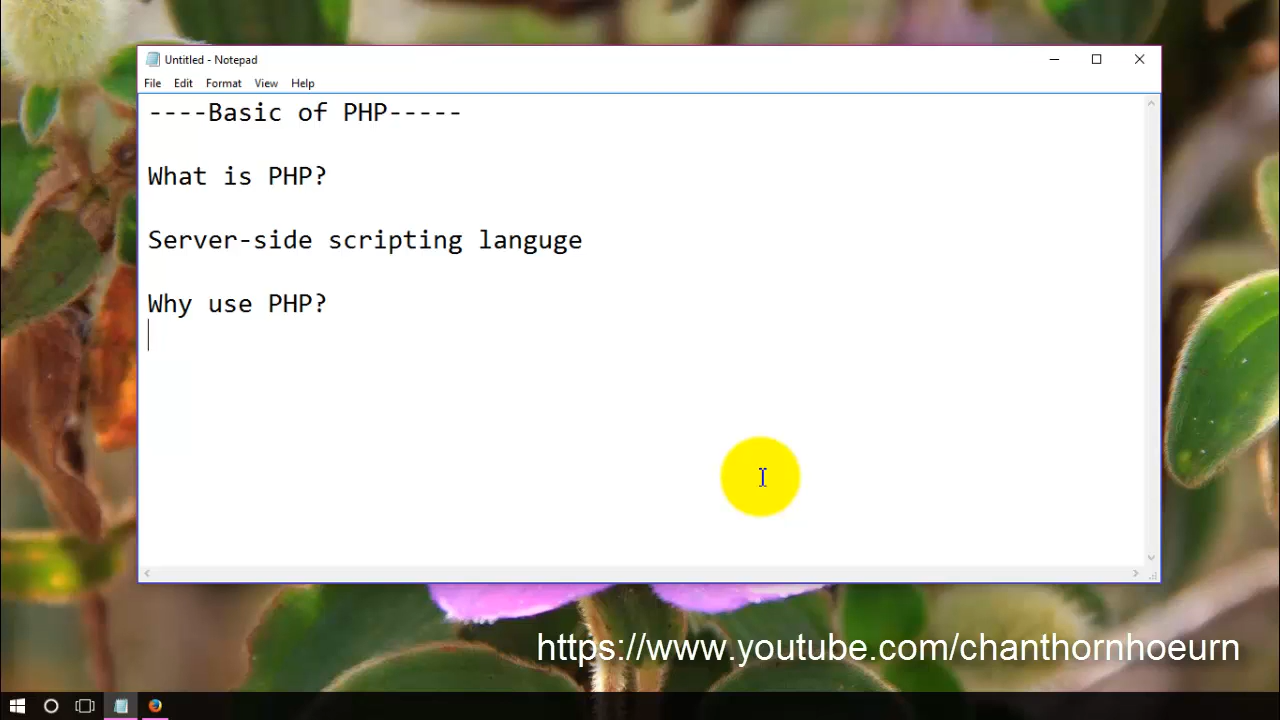 Untitled - Notepad
File Edit Format View Help
----Basic of PHP-----
What is PHP?
Server-side scripting languge
Why use PHP?
https://www.youtube.com/chanthornhoeurn